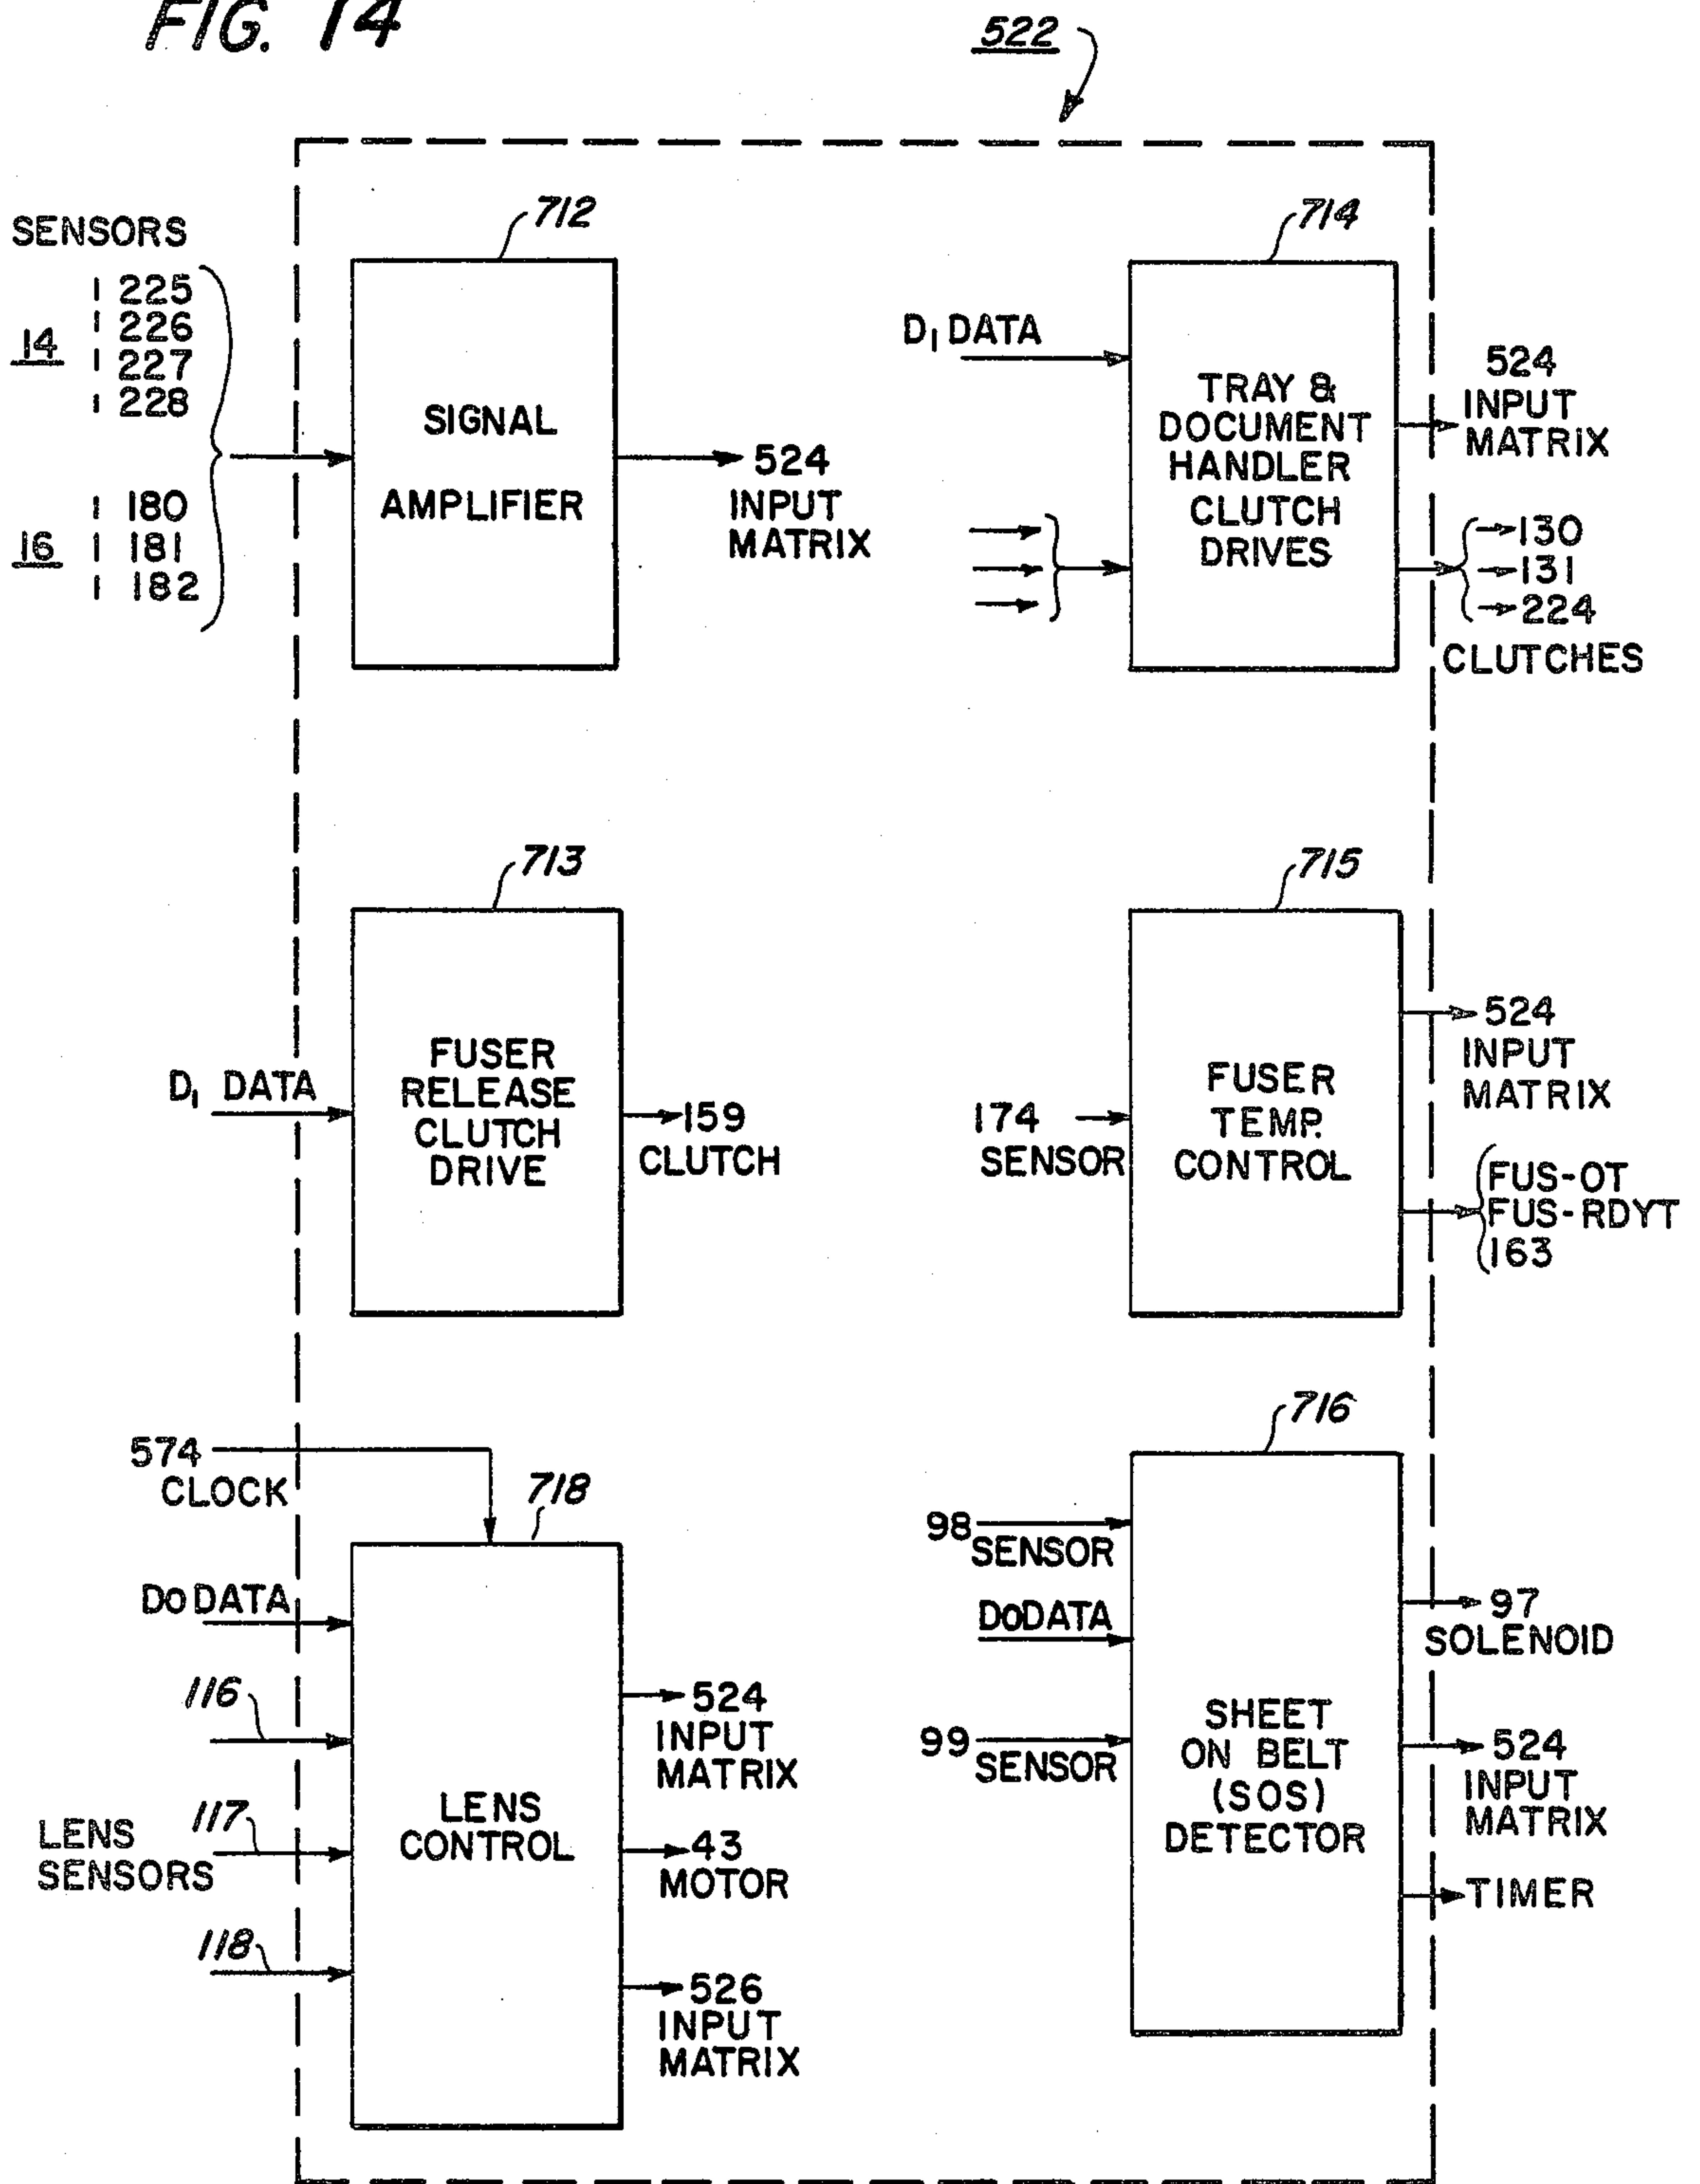 FIG. 14
522
SENSORS
14
225
226
227
228
16
180
181
182
712
SIGNAL
AMPLIFIER
524
INPUT
MATRIX
714
D1 DATA
TRAY &
DOCUMENT
HANDLER
CLUTCH
DRIVES
524
INPUT
MATRIX
130
131
224
CLUTCHES
713
D1 DATA
FUSER
RELEASE
CLUTCH
DRIVE
159
CLUTCH
715
174
SENSOR
FUSER
TEMP.
CONTROL
524
INPUT
MATRIX
FUS-OT
FUS-RDYT
163
574
CLOCK
718
DO DATA
116
LENS
SENSORS
117
118
LENS
CONTROL
524
INPUT
MATRIX
43
MOTOR
526
INPUT
MATRIX
716
98
SENSOR
DO DATA
99
SENSOR
SHEET
ON BELT
(SOS)
DETECTOR
97
SOLENOID
524
INPUT
MATRIX
TIMER